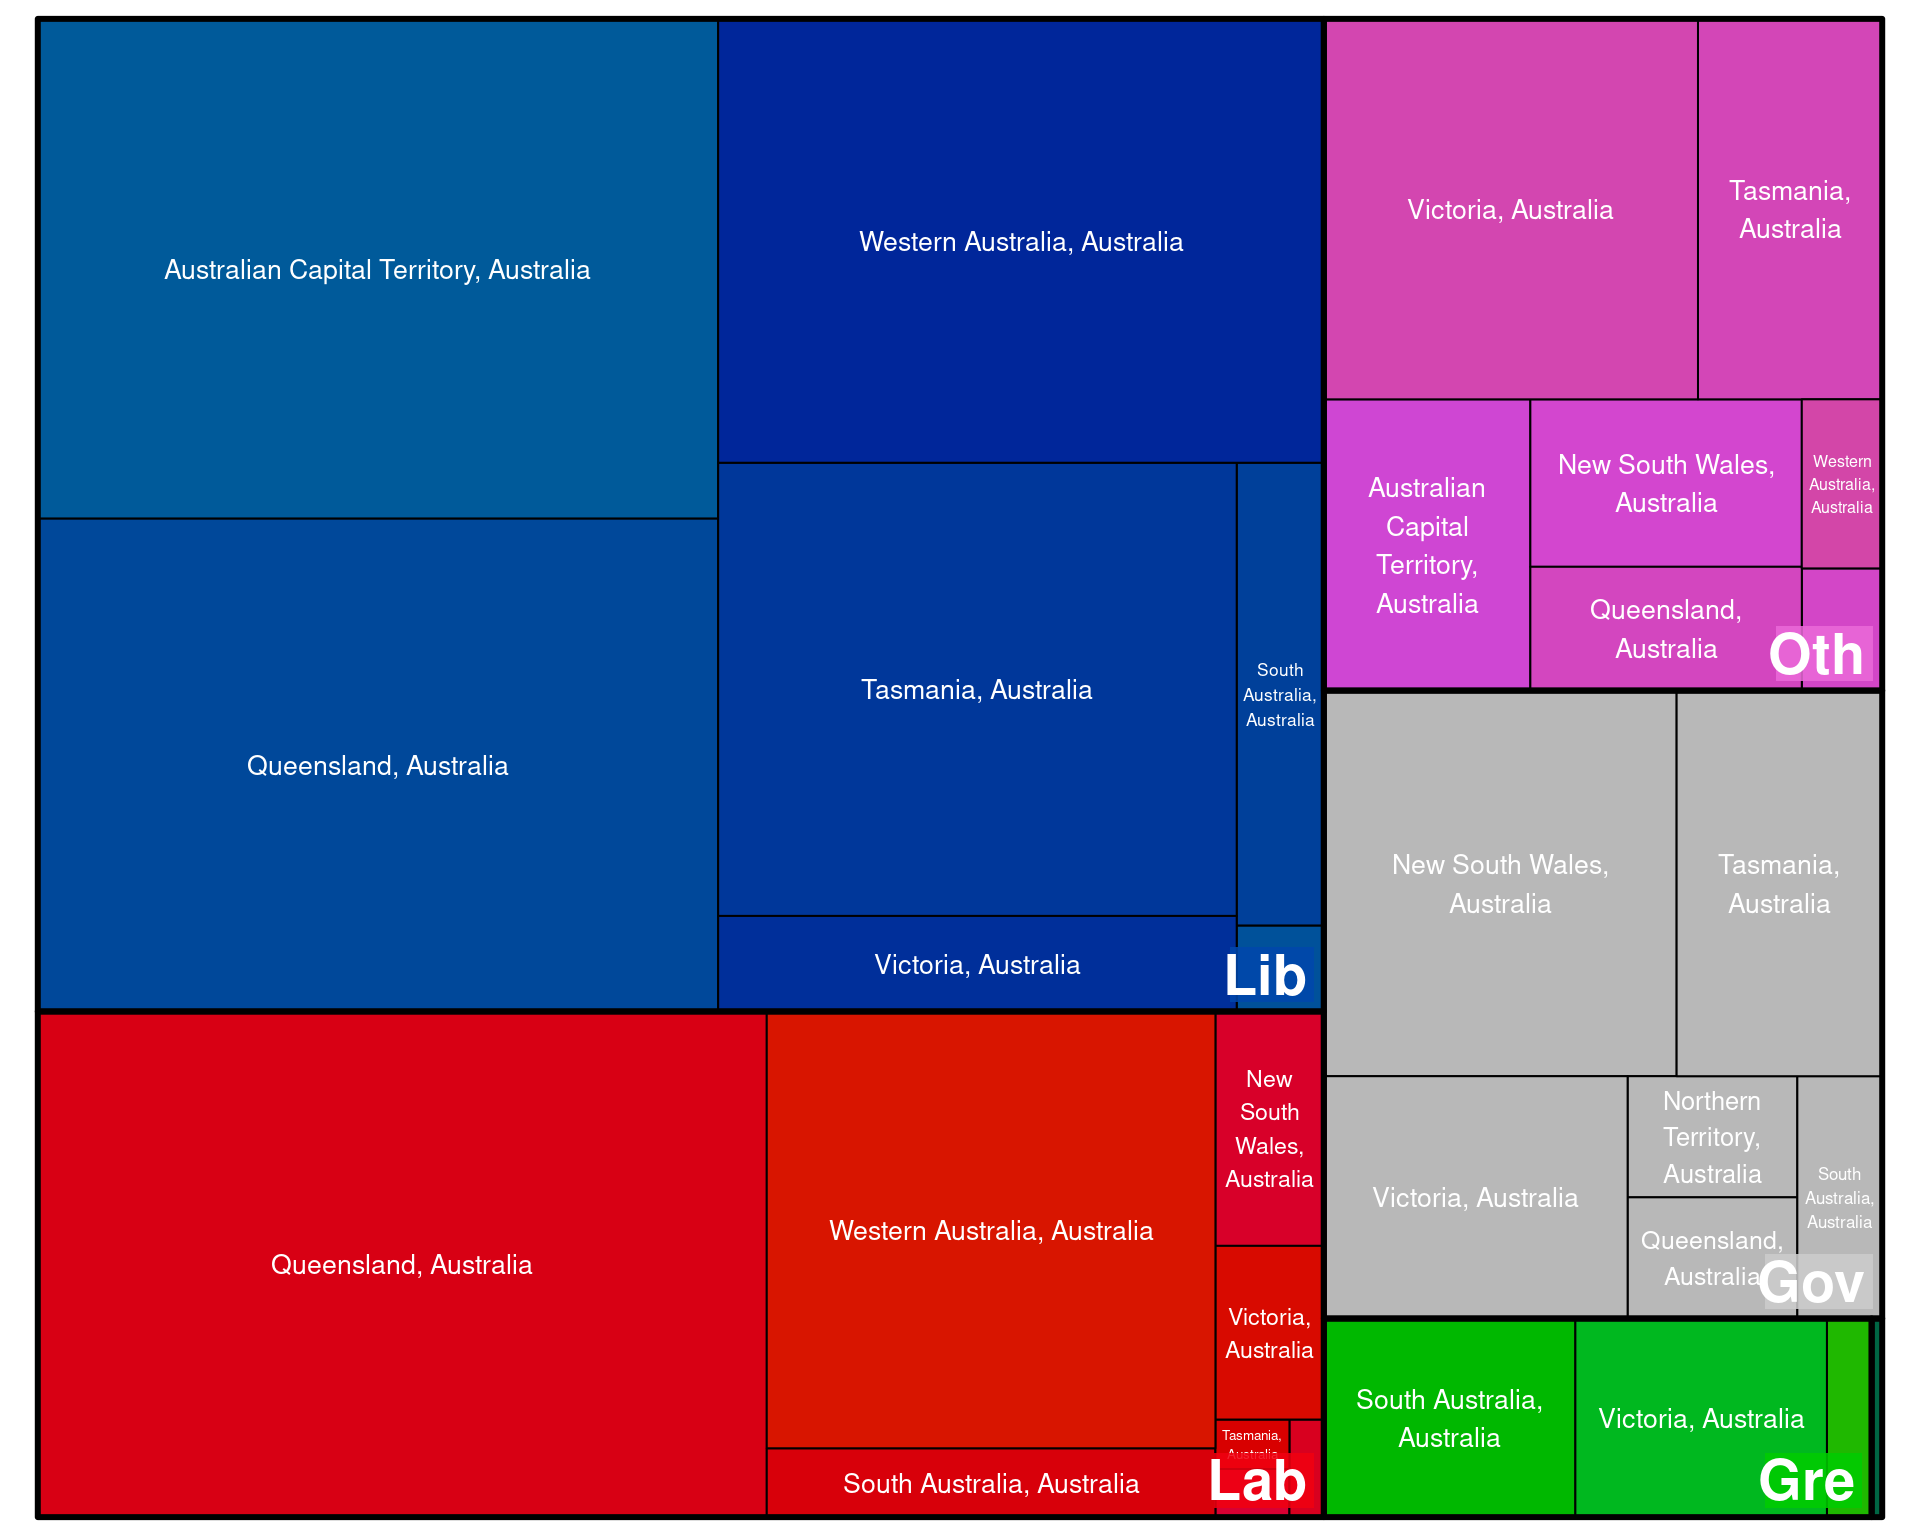 Australian Capital Territory, Australia
Queensland, Australia
Western Australia, Australia
Tasmania, Australia
South
Australia,
Australia
Victoria, Australia
Lib
Queensland, Australia
Western Australia, Australia
South Australia, Australia
New
South
Wales,
Australia
Victoria,
Australia
Tasmania,
Australia
Lab
Victoria, Australia
Tasmania,
Australia
Australian
Capital
Territory,
Australia
New South Wales,
Australia
Queensland,
Australia
Western
Australia,
Australia
Oth
New South Wales,
Australia
Tasmania,
Australia
Victoria, Australia
Northern
Territory,
Australia
Queensland,
Australia
South
Australia,
Australia
Gov
South Australia,
Australia
Victoria, Australia
Gre